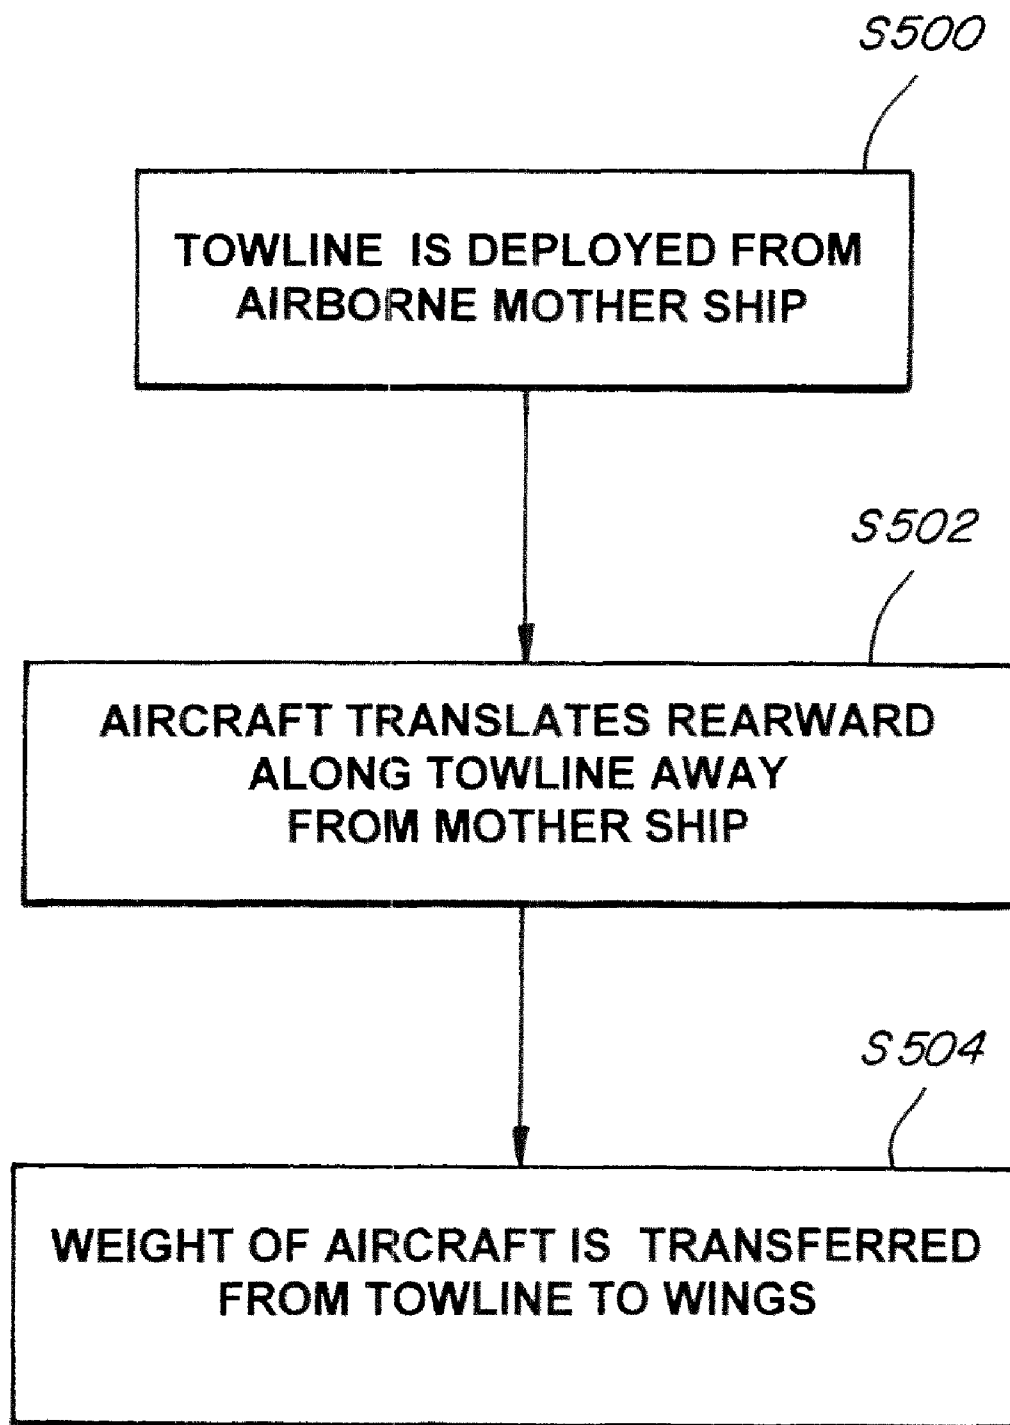 S500
TOWLINE IS DEPLOYED FROM
AIRBORNE MOTHER SHIP
S502
AIRCRAFT TRANSLATES REARWARD
ALONG TOWLINE AWAY
FROM MOTHER SHIP
S504
WEIGHT OF AIRCRAFT IS TRANSFERRED
FROM TOWLINE TO WINGS